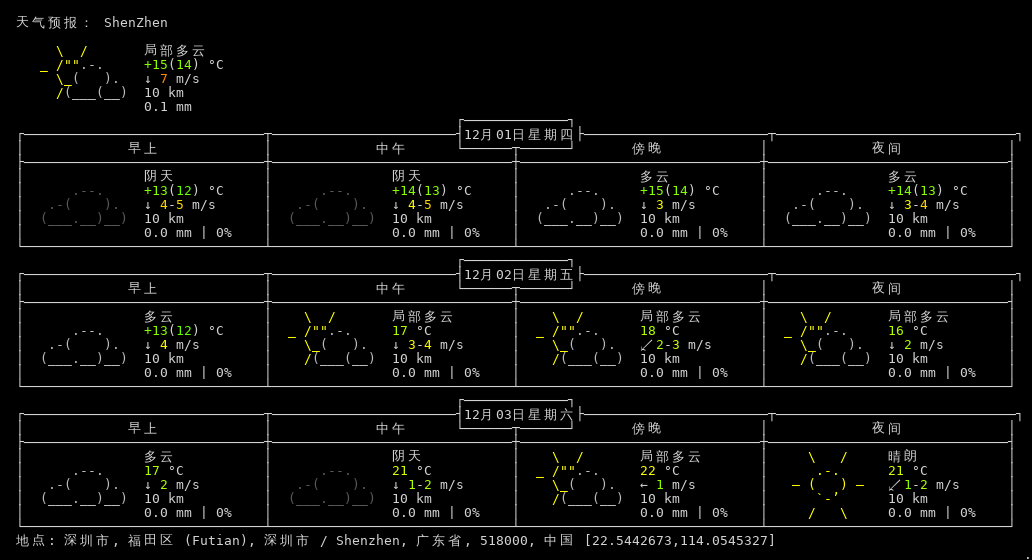 天气预报： ShenZhen
局部多云
+15(14) °C
↓ 7 m/s
10 km
0.1 mm
12月01日星期四
早上 中午 傍晚 夜间
阴天 阴天 多云 多云
+13(12) °C +14(13) °C +15(14) °C +14(13) °C
↓ 4-5 m/s ↓ 4-5 m/s ↓ 3 m/s ↓ 3-4 m/s
10 km 10 km 10 km 10 km
0.0 mm | 0% 0.0 mm | 0% 0.0 mm | 0% 0.0 mm | 0%
12月02日星期五
早上 中午 傍晚 夜间
多云 局部多云 局部多云 局部多云
+13(12) °C 17 °C 18 °C 16 °C
↓ 4 m/s ↓ 3-4 m/s ↙ 2-3 m/s ↓ 2 m/s
10 km 10 km 10 km 10 km
0.0 mm | 0% 0.0 mm | 0% 0.0 mm | 0% 0.0 mm | 0%
12月03日星期六
早上 中午 傍晚 夜间
多云 阴天 局部多云 晴朗
17 °C 21 °C 22 °C 21 °C
↓ 2 m/s ↓ 1-2 m/s ← 1 m/s ↙ 1-2 m/s
10 km 10 km 10 km 10 km
0.0 mm | 0% 0.0 mm | 0% 0.0 mm | 0% 0.0 mm | 0%
地点: 深圳市, 福田区 (Futian), 深圳市 / Shenzhen, 广东省, 518000, 中国 [22.5442673,114.0545327]